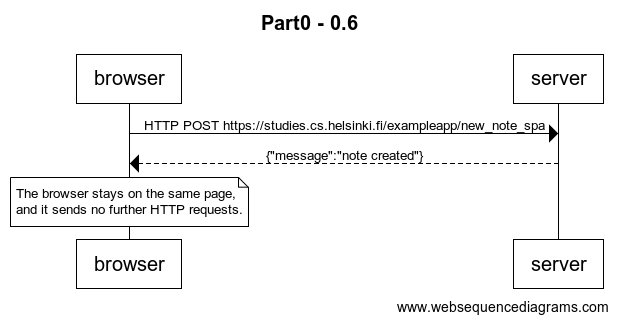 Part0 - 0.6
browser
server
HTTP POST https://studies.cs.helsinki.fi/exampleapp/new_note_spa
{"message":"note created"}
The browser stays on the same page,
and it sends no further HTTP requests.
browser
server
www.websequencediagrams.com